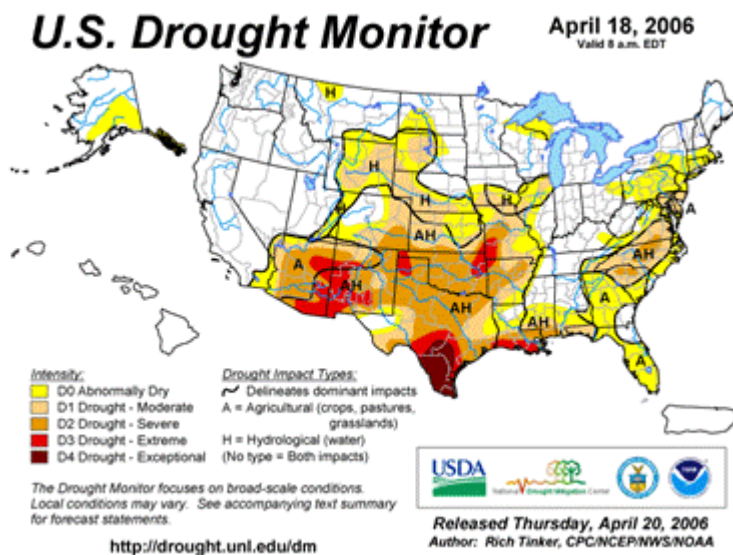 U.S. Drought Monitor
April 18, 2006
Valid 8 a.m. EDT
H
H
H
H
A
AH
A
AH
AH
AH
AH
A
A
Intensity:
D0 Abnormally Dry
D1 Drought - Moderate
D2 Drought - Severe
D3 Drought - Extreme
D4 Drought - Exceptional
Drought Impact Types:
Delineates dominant impacts
A = Agricultural (crops, pastures,
grasslands)
H = Hydrological (water)
(No type = Both impacts)
The Drought Monitor focuses on broad-scale conditions.
Local conditions may vary. See accompanying text summary
for forecast statements.
http://drought.unl.edu/dm
USDA
National Drought Mitigation Center
Released Thursday, April 20, 2006
Author: Rich Tinker, CPC/NCEP/NWS/NOAA